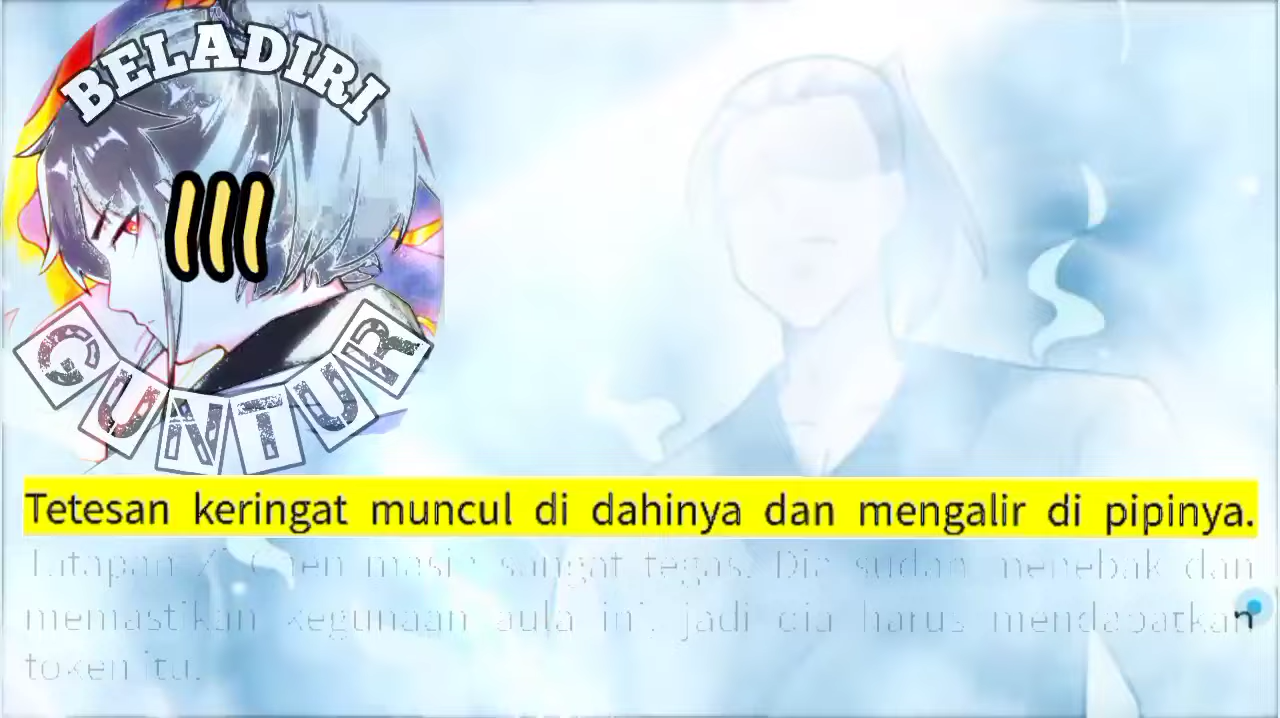 BELADIRI
III
GUNTUR
Tetesan keringat muncul di dahinya dan mengalir di pipinya.
Tatapan Z Chen masih sangat tegas. Dia sudah menebak dan
memastikan kegunaan aula ini, jadi dia harus mendapatkan
token itu.